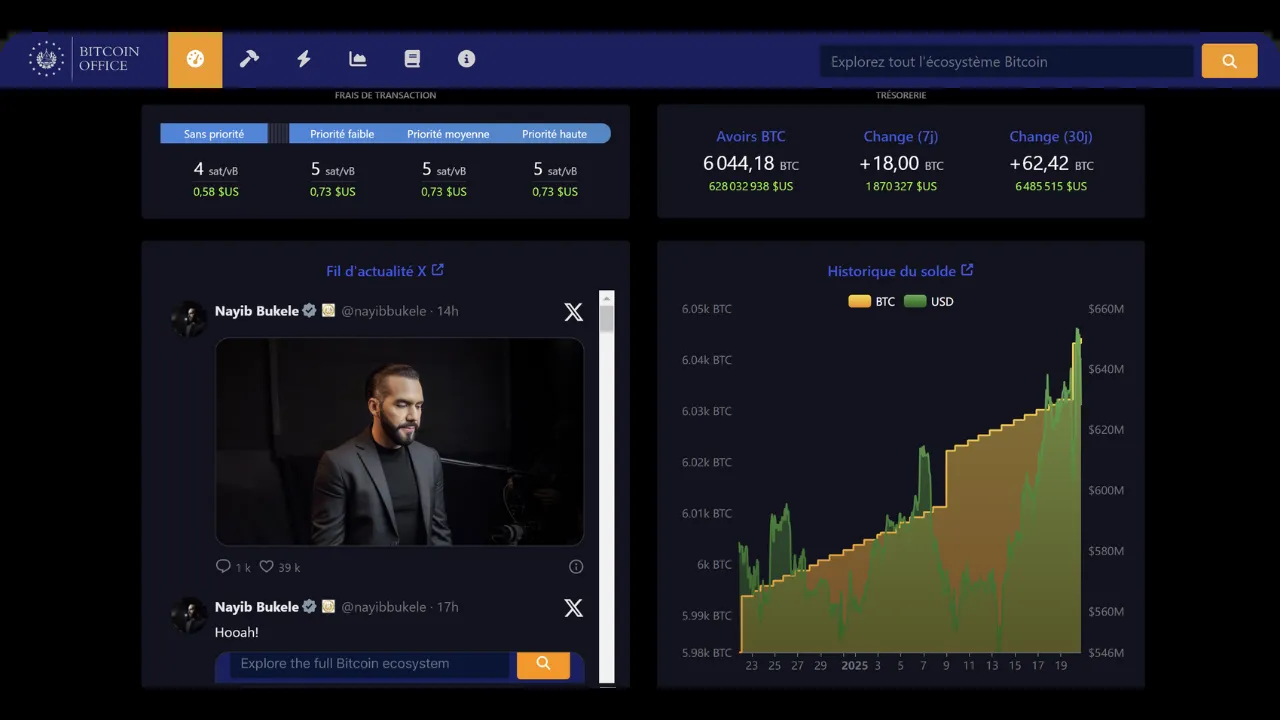 BITCOIN
OFFICE
Explorez tout l'écosystème Bitcoin
FRAIS DE TRANSACTION
Sans priorité Priorité faible Priorité moyenne Priorité haute
4 sat/vB 5 sat/vB 5 sat/vB 5 sat/vB
0,58 $US 0,73 $US 0,73 $US 0,73 $US
TRÉSORERIE
Avoirs BTC Change (7j) Change (30j)
6 044,18 BTC +18,00 BTC +62,42 BTC
628 032 938 $US 1 870 327 $US 6 485 515 $US
Fil d'actualité X
Nayib Bukele @nayibbukele · 14h
1 k 39 k
Nayib Bukele @nayibbukele · 17h
Hooah!
Explore the full Bitcoin ecosystem
Historique du solde
BTC USD
6.05k BTC $660M
6.04k BTC $640M
6.03k BTC $620M
6.02k BTC $600M
6.01k BTC $580M
6k BTC $560M
5.99k BTC $546M
5.98k BTC
23 25 27 29 2025 3 5 7 9 11 13 15 17 19